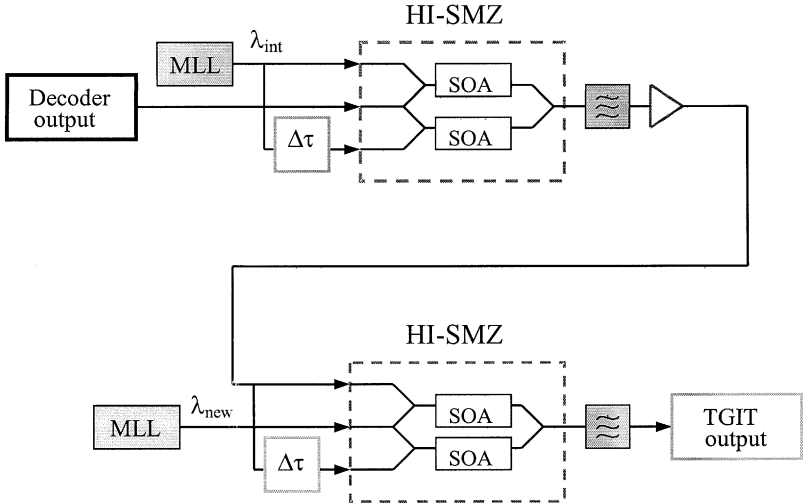 HI-SMZ
λint
MLL
SOA
Decoder
output
Δτ
SOA
HI-SMZ
λnew
SOA
MLL
TGIT
output
Δτ
SOA